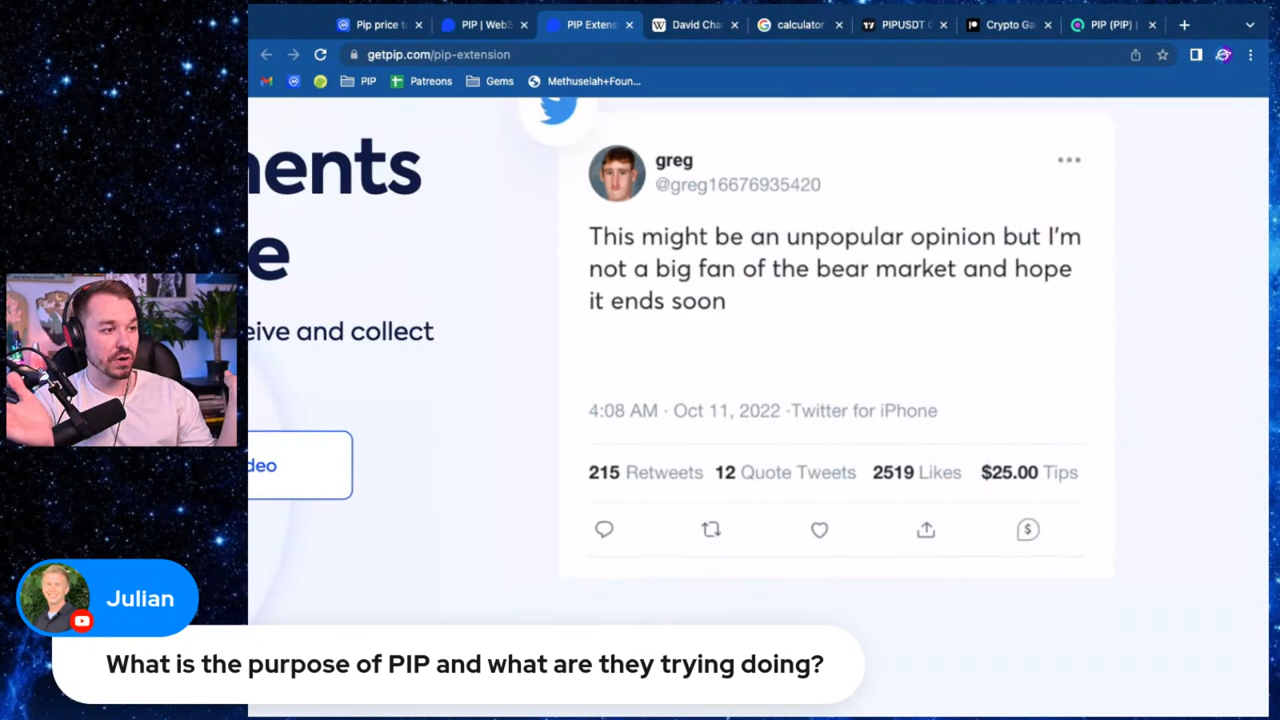 Pip price t
PIP | Web3
PIP Extens
David Cha
calculator
PIPUSDT
Crypto Ga
PIP (PIP) |
getpip.com/pip-extension
PIP
Patreons
Gems
Methuselah+Foun...
ents
e
eive and collect
deo
greg
@greg16676935420
This might be an unpopular opinion but I'm
not a big fan of the bear market and hope
it ends soon
4:08 AM · Oct 11, 2022 ·Twitter for iPhone
215 Retweets 12 Quote Tweets 2519 Likes $25.00 Tips
Julian
What is the purpose of PIP and what are they trying doing?